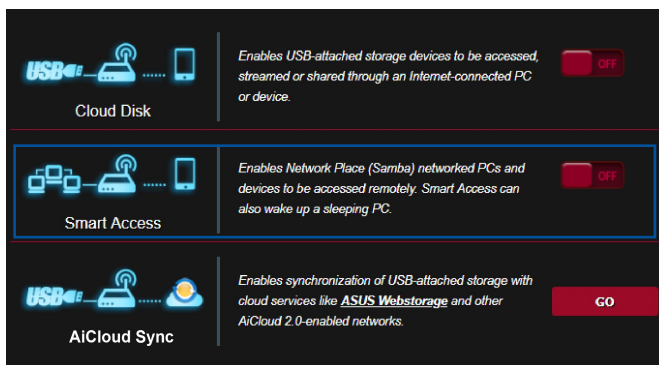 USB
Cloud Disk
Enables USB-attached storage devices to be accessed,
streamed or shared through an Internet-connected PC
or device.
OFF
Smart Access
Enables Network Place (Samba) networked PCs and
devices to be accessed remotely. Smart Access can
also wake up a sleeping PC.
OFF
USB
AiCloud Sync
Enables synchronization of USB-attached storage with
cloud services like ASUS Webstorage and other
AiCloud 2.0-enabled networks.
GO